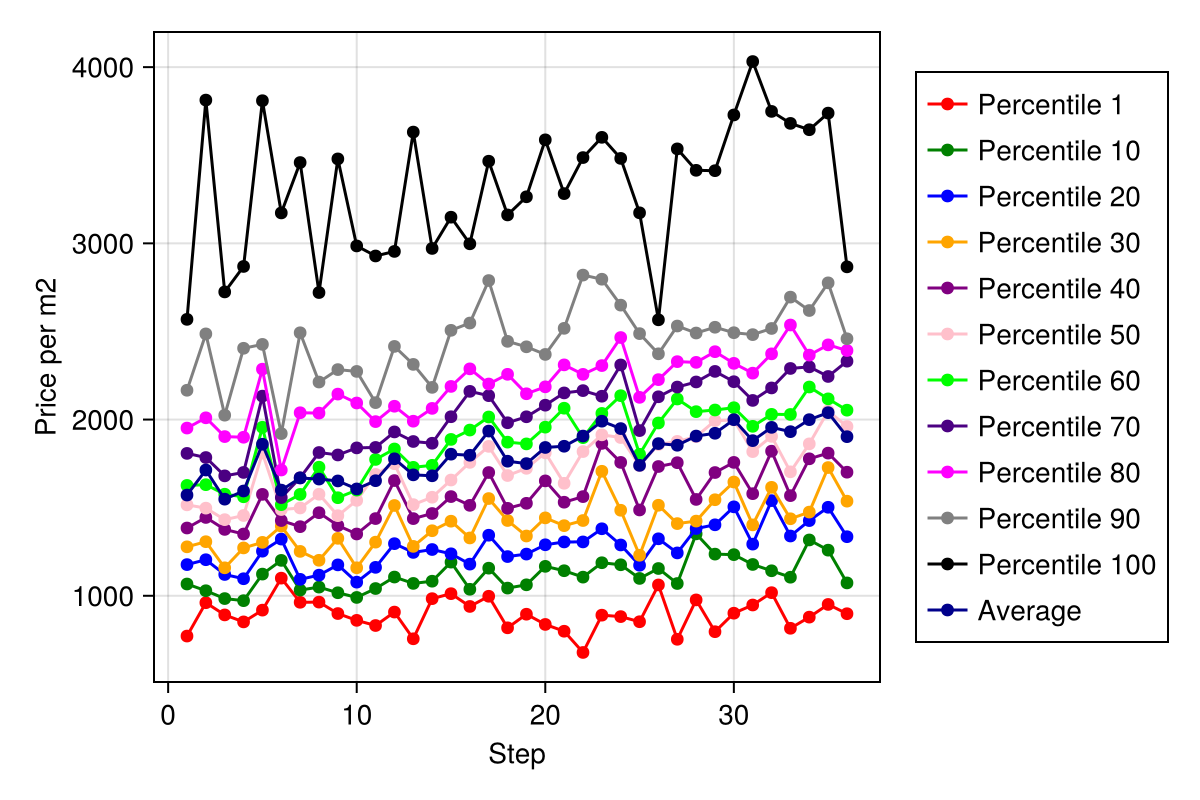 4000
3000
2000
1000
Price per m2
0 10 20 30
Step
Percentile 1
Percentile 10
Percentile 20
Percentile 30
Percentile 40
Percentile 50
Percentile 60
Percentile 70
Percentile 80
Percentile 90
Percentile 100
Average